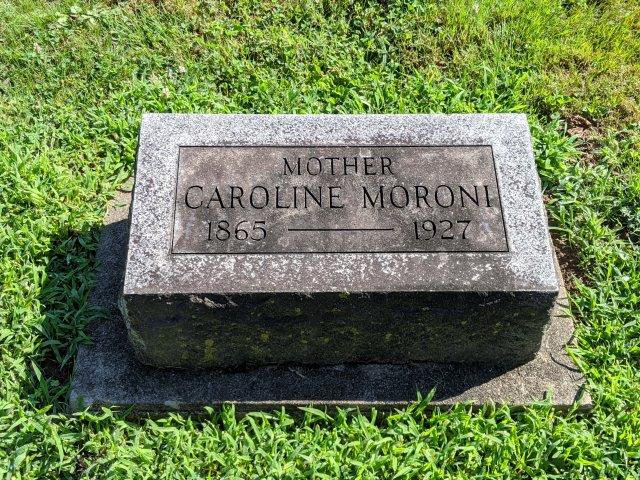 MOTHER
CAROLINE MORONI
1865 — 1927